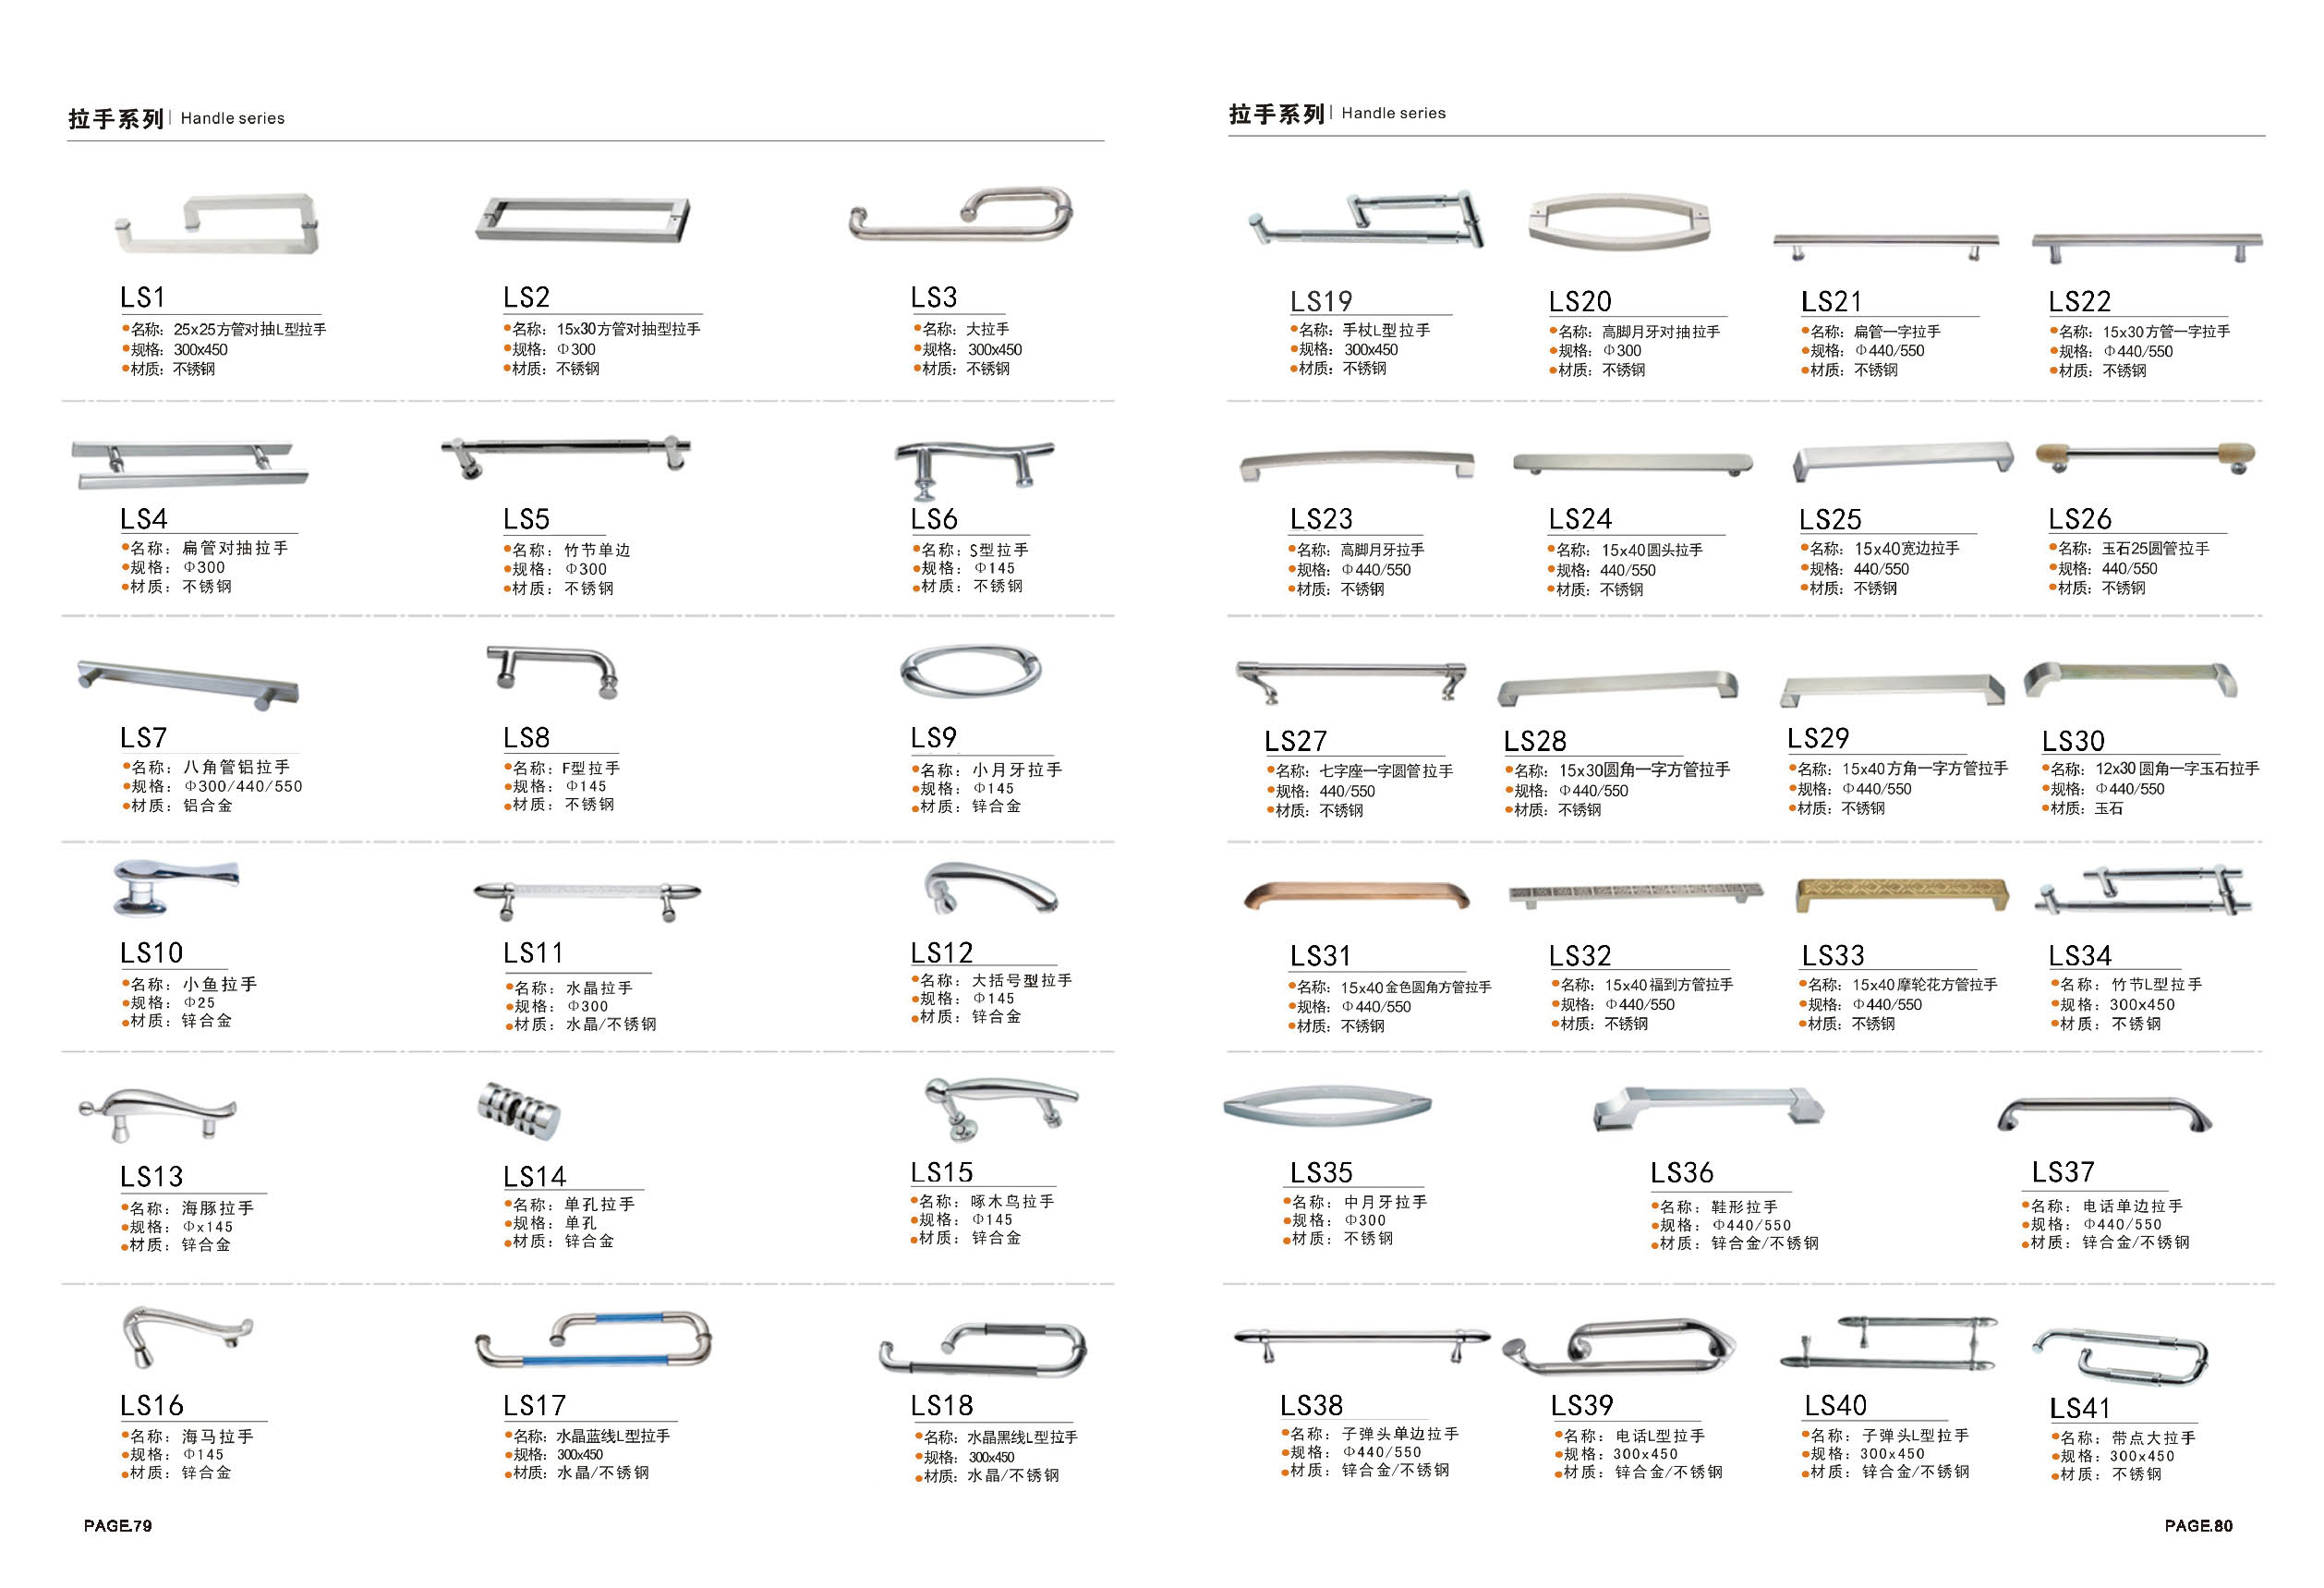 拉手系列 | Handle series
LS1
名称：25x25方管对抽L型拉手
规格：300x450
材质：不锈钢
LS2
名称：15x30方管对抽型拉手
规格：Φ300
材质：不锈钢
LS3
名称：大拉手
规格：300x450
材质：不锈钢
LS4
名称：扁管对抽拉手
规格：Φ300
材质：不锈钢
LS5
名称：竹节单边
规格：Φ300
材质：不锈钢
LS6
名称：S型拉手
规格：Φ145
材质：不锈钢
LS7
名称：八角管铝拉手
规格：Φ300/440/550
材质：铝合金
LS8
名称：F型拉手
规格：Φ145
材质：不锈钢
LS9
名称：小月牙拉手
规格：Φ145
材质：锌合金
LS10
名称：小鱼拉手
规格：Φ25
材质：锌合金
LS11
名称：水晶拉手
规格：Φ300
材质：水晶/不锈钢
LS12
名称：大括号型拉手
规格：Φ145
材质：锌合金
LS13
名称：海豚拉手
规格：Φx145
材质：锌合金
LS14
名称：单孔拉手
规格：单孔
材质：锌合金
LS15
名称：啄木鸟拉手
规格：Φ145
材质：锌合金
LS16
名称：海马拉手
规格：Φ145
材质：锌合金
LS17
名称：水晶蓝线L型拉手
规格：300x450
材质：水晶/不锈钢
LS18
名称：水晶黑线L型拉手
规格：300x450
材质：水晶/不锈钢
PAGE.79
拉手系列 | Handle series
LS19
名称：手杖L型拉手
规格：300x450
材质：不锈钢
LS20
名称：高脚月牙对抽拉手
规格：Φ300
材质：不锈钢
LS21
名称：扁管一字拉手
规格：Φ440/550
材质：不锈钢
LS22
名称：15x30方管一字拉手
规格：Φ440/550
材质：不锈钢
LS23
名称：高脚月牙拉手
规格：Φ440/550
材质：不锈钢
LS24
名称：15x40圆头拉手
规格：440/550
材质：不锈钢
LS25
名称：15x40宽边拉手
规格：440/550
材质：不锈钢
LS26
名称：玉石25圆管拉手
规格：440/550
材质：不锈钢
LS27
名称：七字座一字圆管拉手
规格：440/550
材质：不锈钢
LS28
名称：15x30圆角一字方管拉手
规格：Φ440/550
材质：不锈钢
LS29
名称：15x40方角一字方管拉手
规格：Φ440/550
材质：不锈钢
LS30
名称：12x30圆角一字玉石拉手
规格：Φ440/550
材质：玉石
LS31
名称：15x40金色圆角方管拉手
规格：Φ440/550
材质：不锈钢
LS32
名称：15x40福到方管拉手
规格：Φ440/550
材质：不锈钢
LS33
名称：15x40摩轮花方管拉手
规格：Φ440/550
材质：不锈钢
LS34
名称：竹节L型拉手
规格：300x450
材质：不锈钢
LS35
名称：中月牙拉手
规格：Φ300
材质：不锈钢
LS36
名称：鞋形拉手
规格：Φ440/550
材质：锌合金/不锈钢
LS37
名称：电话单边拉手
规格：Φ440/550
材质：锌合金/不锈钢
LS38
名称：子弹头单边拉手
规格：Φ440/550
材质：锌合金/不锈钢
LS39
名称：电话L型拉手
规格：300x450
材质：锌合金/不锈钢
LS40
名称：子弹头L型拉手
规格：300x450
材质：锌合金/不锈钢
LS41
名称：带点大拉手
规格：300x450
材质：不锈钢
PAGE.80